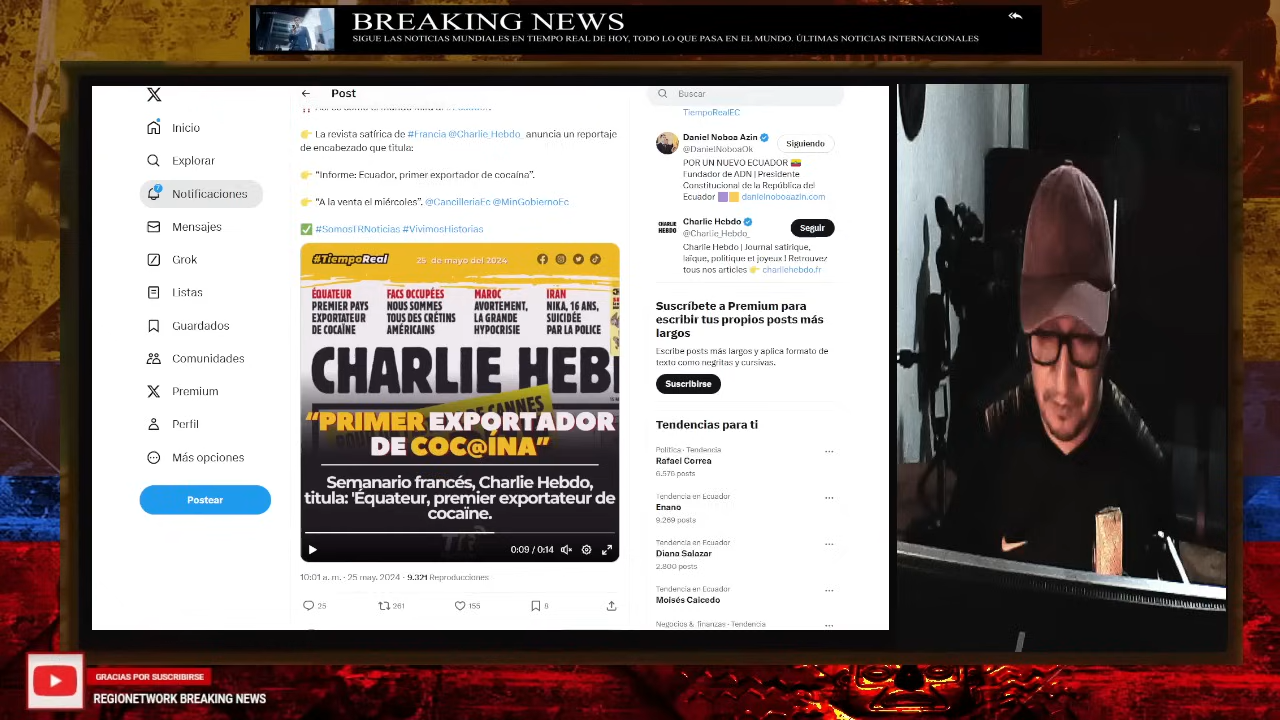 BREAKING NEWS
SIGUE LAS NOTICIAS MUNDIALES EN TIEMPO REAL DE HOY, TODO LO QUE PASA EN EL MUNDO. ÚLTIMAS NOTICIAS INTERNACIONALES
Inicio
Explorar
Notificaciones
Mensajes
Grok
Listas
Guardados
Comunidades
Premium
Perfil
Más opciones
Postear
Post
👉 La revista satírica de #Francia @Charlie_Hebdo_ anuncia un reportaje
de encabezado que titula:
👉 "Informe: Ecuador, primer exportador de cocaína".
👉 "A la venta el miércoles". @CancilleriaEc @MinGobiernoEc
✅ #SomosTRNoticias #VivimosHistorias
#TiempoReal
25 de mayo del 2024
ÉQUATEUR
PREMIER PAYS
EXPORTATEUR
DE COCAÏNE
FACS OCCUPÉES
NOUS SOMMES
TOUS DES CRÉTINS
AMÉRICAINS
MAROC
AVORTEMENT,
LA GRANDE
HYPOCRISIE
IRAN
NIKA, 16 ANS,
SUICIDÉE
PAR LA POLICE
CHARLIE HEB
DE CANNES
"PRIMER EXPORTADOR
DE COC@ÍNA"
Semanario francés, Charlie Hebdo,
titula: 'Équateur, premier exportateur de
cocaïne.
0:09 / 0:14
10:01 a. m. · 25 may. 2024 · 9.321 Reproducciones
25
261
155
8
Buscar
TiempoRealEC
Daniel Noboa Azin
@DanielNoboaOk
Siguiendo
POR UN NUEVO ECUADOR 🇪🇨
Fundador de ADN | Presidente
Constitucional de la República del
Ecuador 🟪🟨 danielnoboaazin.com
CHARLIE
HEBDO
Charlie Hebdo
@Charlie_Hebdo_
Seguir
Charlie Hebdo | Journal satirique,
laïque, politique et joyeux ! Retrouvez
tous nos articles 👉 charliehebdo.fr
Suscríbete a Premium para
escribir tus propios posts más
largos
Escribe posts más largos y aplica formato de
texto como negritas y cursivas.
Suscribirse
Tendencias para ti
Política · Tendencia
Rafael Correa
6.576 posts
Tendencia en Ecuador
Enano
9.269 posts
Tendencia en Ecuador
Diana Salazar
2.800 posts
Tendencia en Ecuador
Moisés Caicedo
Negocios & finanzas · Tendencia
GRACIAS POR SUSCRIBIRSE
REGIONETWORK BREAKING NEWS